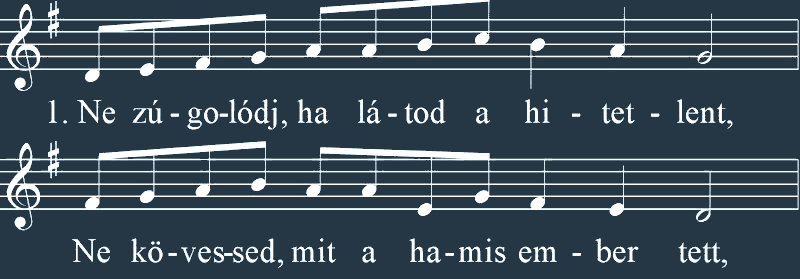 1. Ne zú - go-lódj, ha lá - tod a hi - tet - lent,
Ne kö - ves-sed, mit a ha - mis em - ber tett,